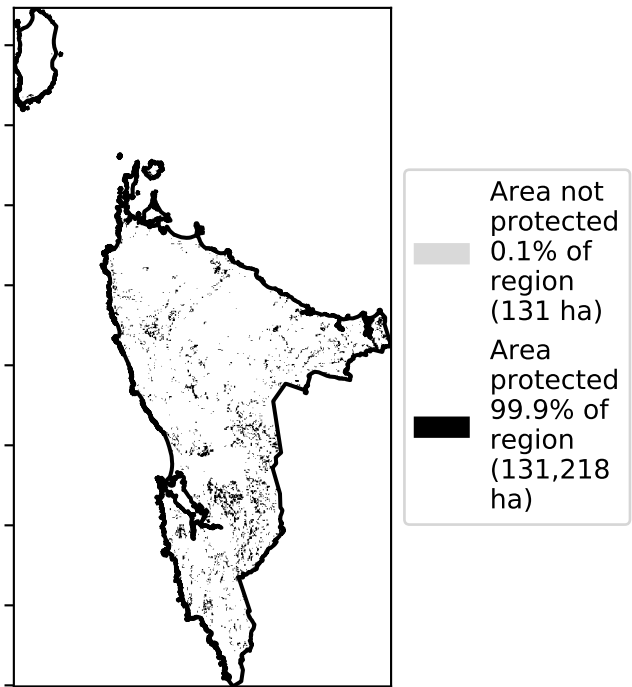 Area not
protected
0.1% of
region
(131 ha)
Area
protected
99.9% of
region
(131,218
ha)